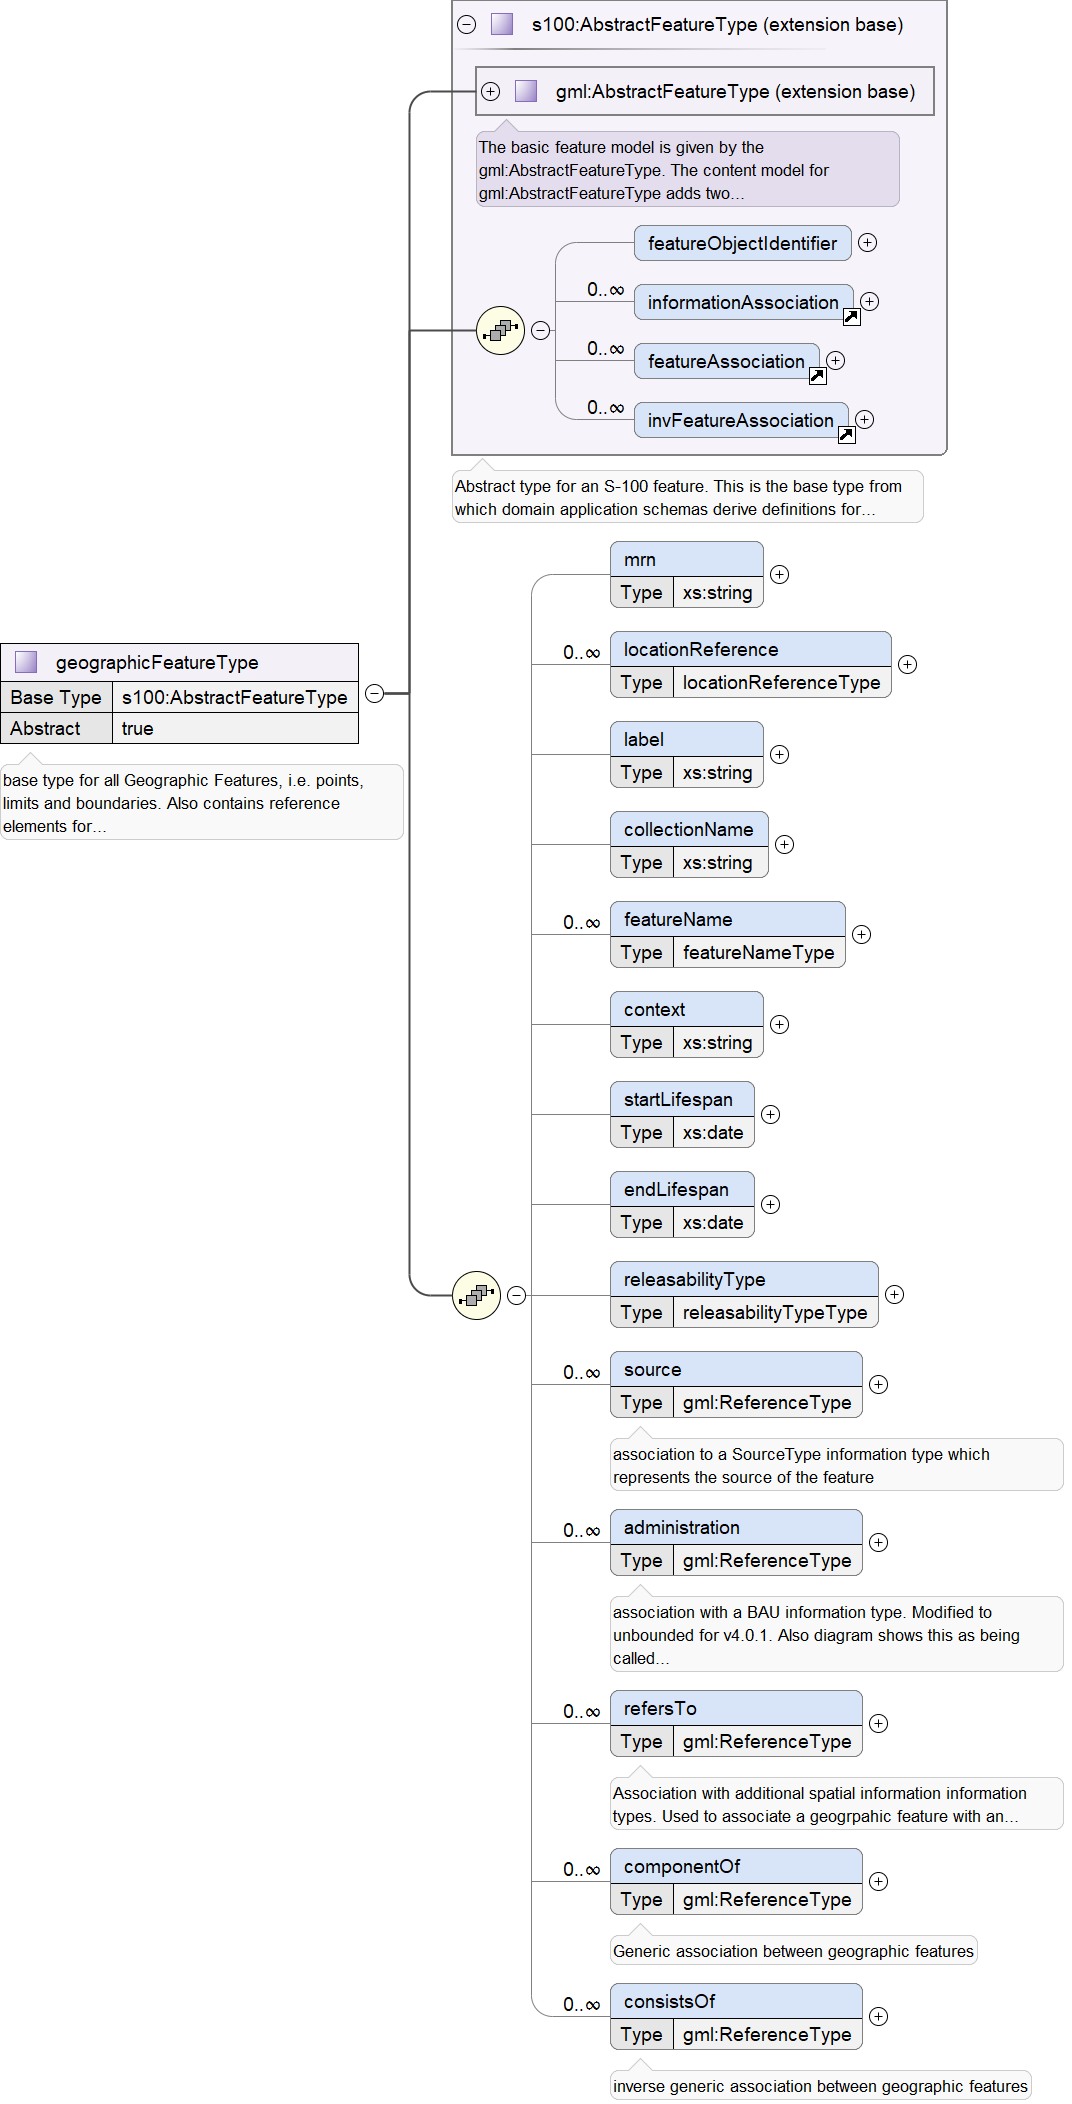 s100:AbstractFeatureType (extension base)
gml:AbstractFeatureType (extension base)
The basic feature model is given by the
gml:AbstractFeatureType. The content model for
gml:AbstractFeatureType adds two...
featureObjectIdentifier
0..∞
informationAssociation
0..∞
featureAssociation
0..∞
invFeatureAssociation
Abstract type for an S-100 feature. This is the base type from
which domain application schemas derive definitions for...
geographicFeatureType
Base Type s100:AbstractFeatureType
Abstract true
base type for all Geographic Features, i.e. points,
limits and boundaries. Also contains reference
elements for...
mrn
Type xs:string
0..∞
locationReference
Type locationReferenceType
label
Type xs:string
collectionName
Type xs:string
0..∞
featureName
Type featureNameType
context
Type xs:string
startLifespan
Type xs:date
endLifespan
Type xs:date
releasabilityType
Type releasabilityTypeType
0..∞
source
Type gml:ReferenceType
association to a SourceType information type which
represents the source of the feature
0..∞
administration
Type gml:ReferenceType
association with a BAU information type. Modified to
unbounded for v4.0.1. Also diagram shows this as being
called...
0..∞
refersTo
Type gml:ReferenceType
Association with additional spatial information information
types. Used to associate a geogrpahic feature with an...
0..∞
componentOf
Type gml:ReferenceType
Generic association between geographic features
0..∞
consistsOf
Type gml:ReferenceType
inverse generic association between geographic features